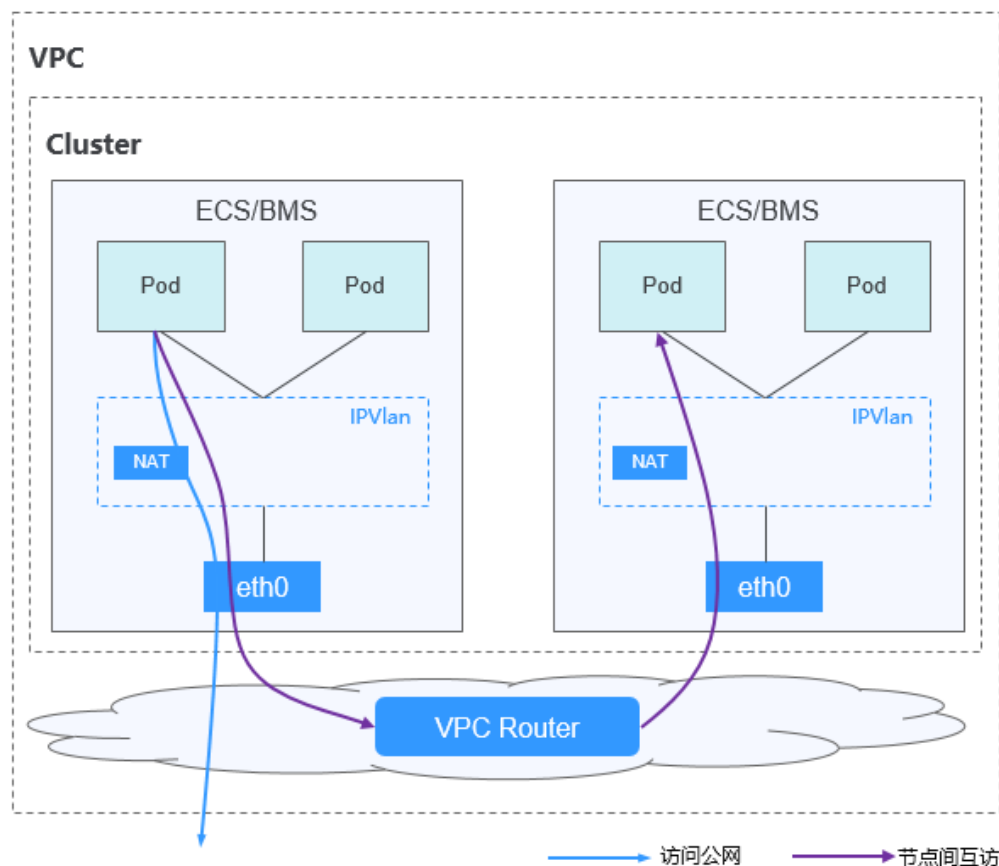 VPC
Cluster
ECS/BMS
ECS/BMS
Pod
Pod
Pod
Pod
IPVlan
IPVlan
NAT
NAT
eth0
eth0
VPC Router
访问公网
节点间互访